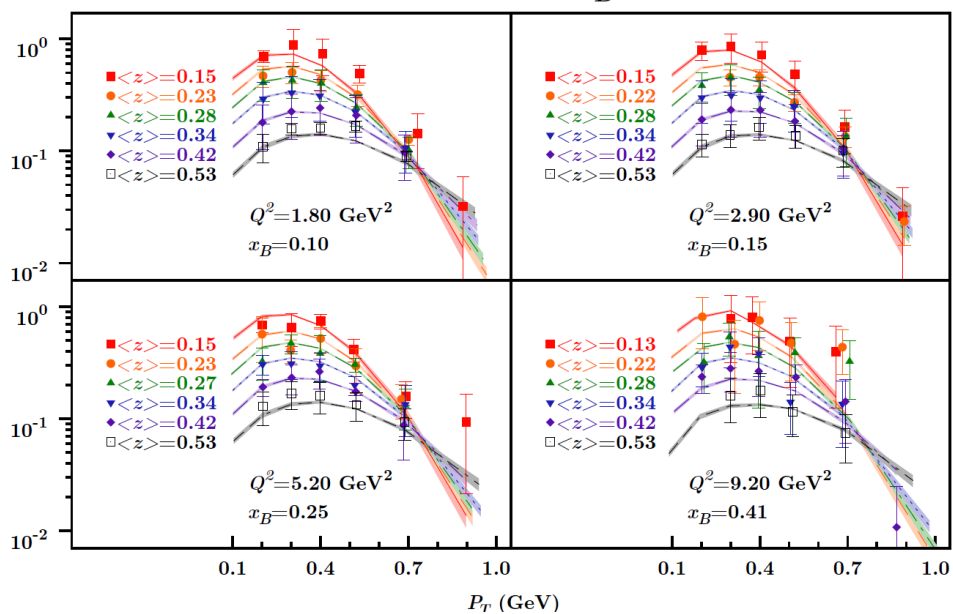 B
10⁰
10⁻¹
10⁻²
<z>=0.15
<z>=0.23
<z>=0.28
<z>=0.34
<z>=0.42
<z>=0.53
Q²=1.80 GeV²
x_B=0.10
<z>=0.15
<z>=0.22
<z>=0.28
<z>=0.34
<z>=0.42
<z>=0.53
Q²=2.90 GeV²
x_B=0.15
10⁰
10⁻¹
10⁻²
<z>=0.15
<z>=0.23
<z>=0.27
<z>=0.34
<z>=0.42
<z>=0.53
Q²=5.20 GeV²
x_B=0.25
<z>=0.13
<z>=0.22
<z>=0.28
<z>=0.34
<z>=0.42
<z>=0.53
Q²=9.20 GeV²
x_B=0.41
0.1 0.4 0.7 0.1 0.4 0.7 1.0
P_T (GeV)